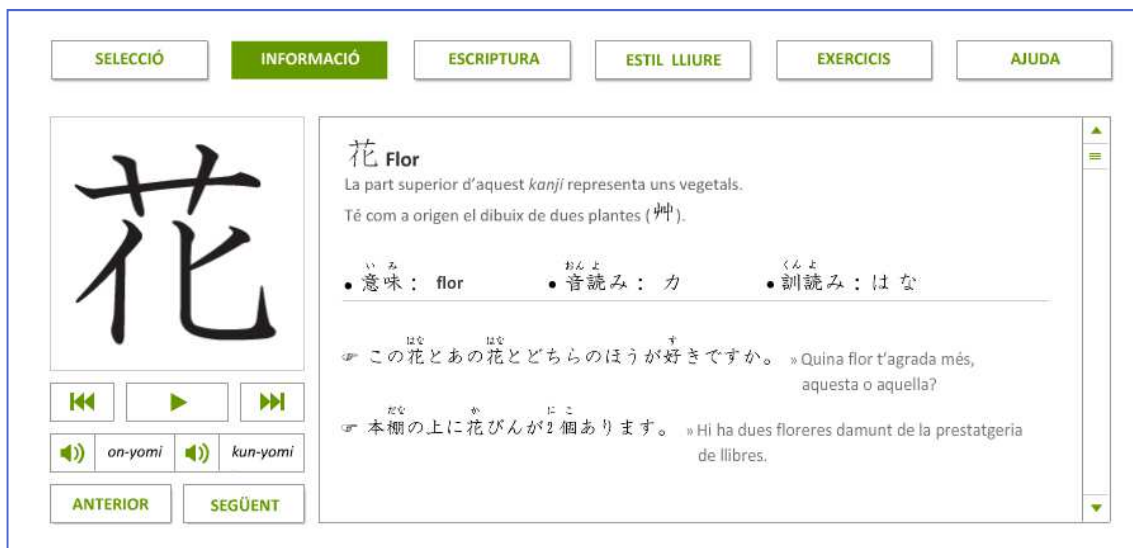 SELECCIÓ
INFORMACIÓ
ESCRIPTURA
ESTIL LLIURE
EXERCICIS
AJUDA
花
花 Flor
La part superior d'aquest kanji representa uns vegetals.
Té com a origen el dibuix de dues plantes (艸).
い み
• 意味： flor
おん よ
• 音読み： カ
くん よ
• 訓読み：はな
はな はな す
☞ この花とあの花とどちらのほうが好きですか。 » Quina flor t'agrada més,
aquesta o aquella?
だな か に こ
☞ 本棚の上に花びんが2個あります。 » Hi ha dues floreres damunt de la prestatgeria
de llibres.
on-yomi
kun-yomi
ANTERIOR
SEGÜENT